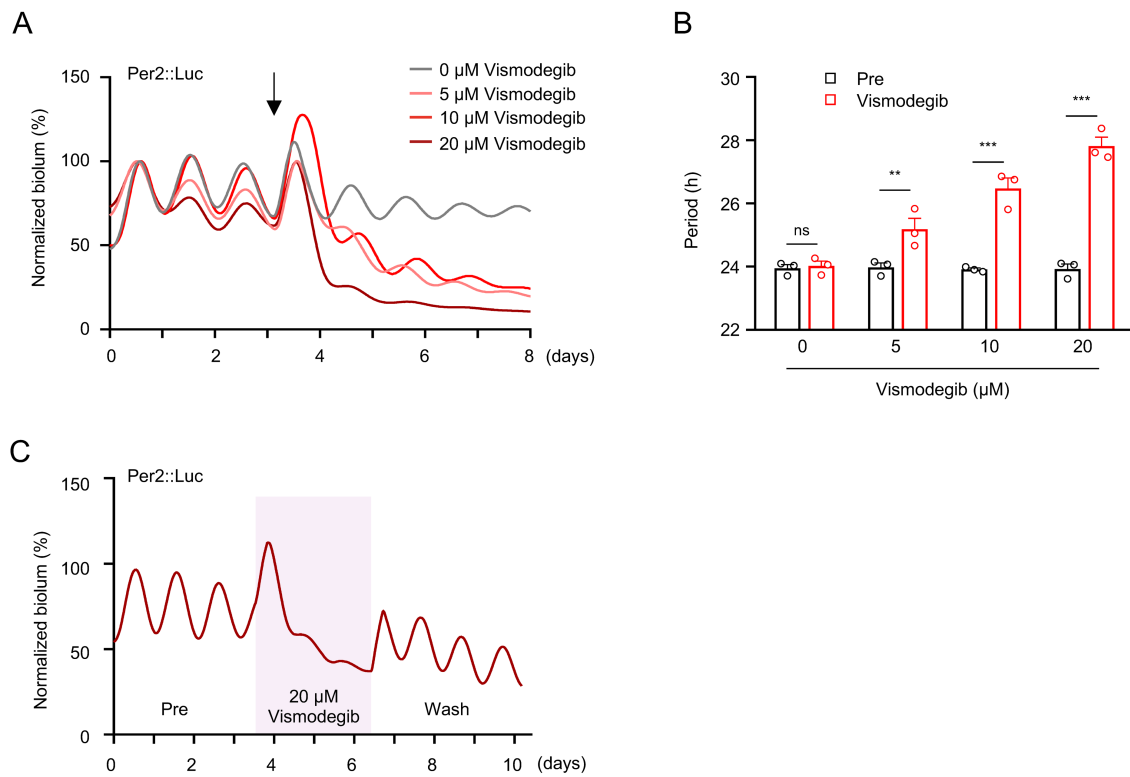 A
Per2::Luc
0 µM Vismodegib
5 µM Vismodegib
10 µM Vismodegib
20 µM Vismodegib
Normalized biolum (%)
150
100
50
0
0 2 4 6 8 (days)
B
Pre
Vismodegib
Period (h)
30
28
26
24
22
ns
**
***
***
0 5 10 20
Vismodegib (µM)
C
Per2::Luc
Normalized biolum (%)
150
100
50
0
Pre
20 µM
Vismodegib
Wash
0 2 4 6 8 10 (days)